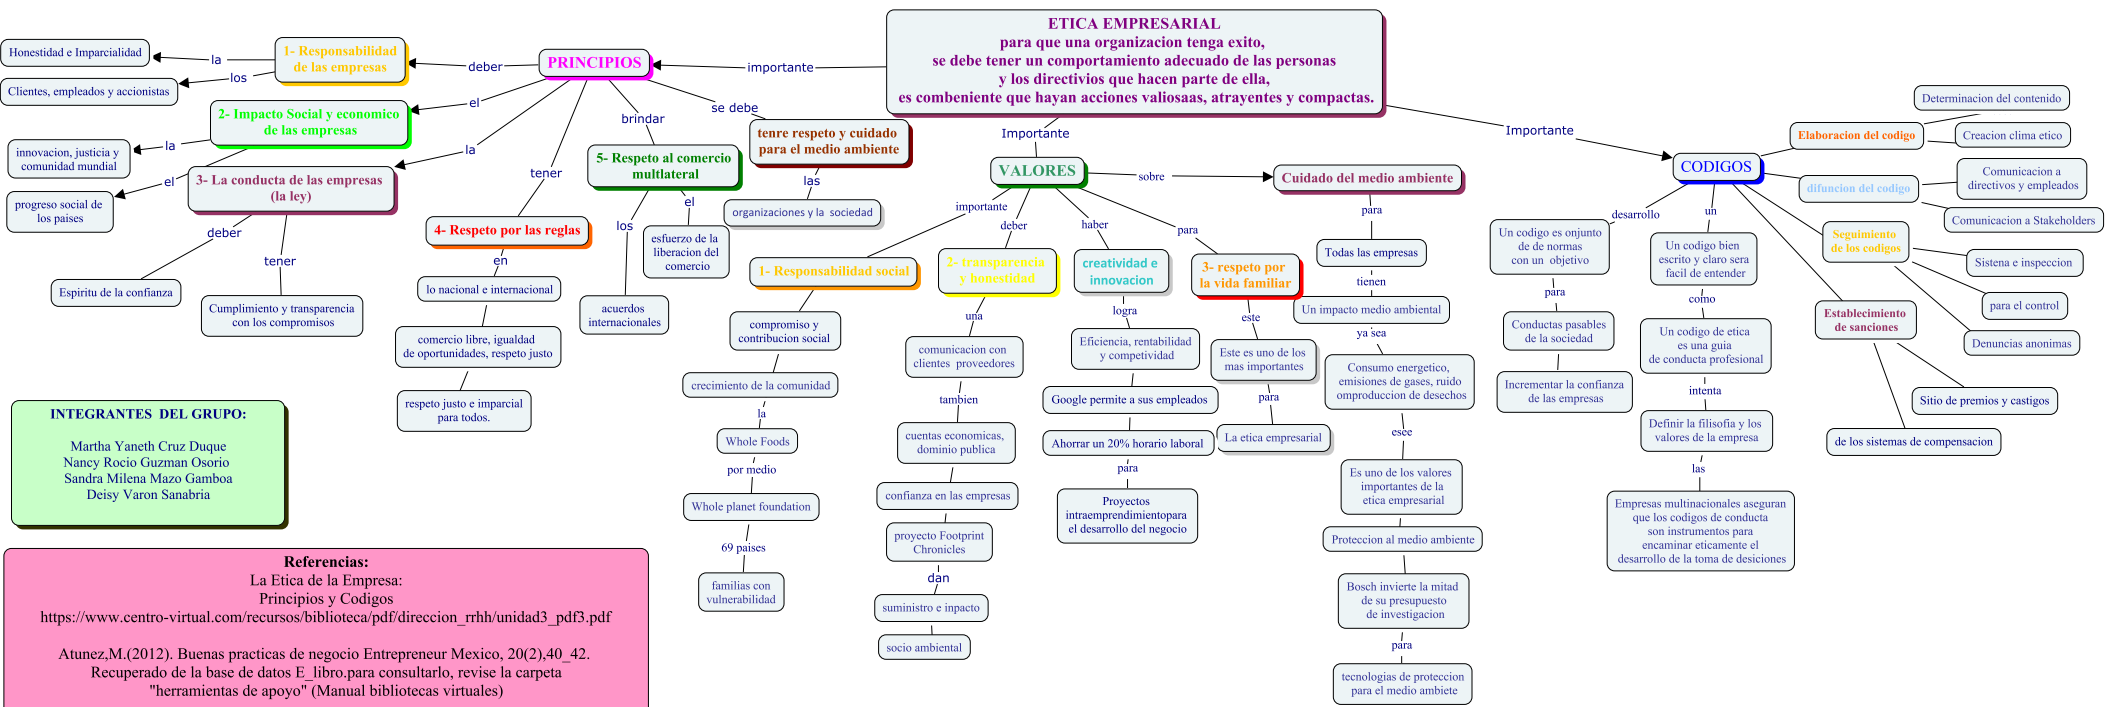 ETICA EMPRESARIAL
para que una organizacion tenga exito,
se debe tener un comportamiento adecuado de las personas
y los directivios que hacen parte de ella,
es combeniente que hayan acciones valiosaas, atrayentes y compactas.
importante
PRINCIPIOS
deber
1- Responsabilidad
de las empresas
la
Honestidad e Imparcialidad
los
Clientes, empleados y accionistas
el
2- Impacto Social y economico
de las empresas
la
innovacion, justicia y
comunidad mundial
el
progreso social de
los paises
la
3- La conducta de las empresas
(la ley)
deber
Espiritu de la confianza
tener
Cumplimiento y transparencia
con los compromisos
tener
4- Respeto por las reglas
en
lo nacional e internacional
comercio libre, igualdad
de oportunidades, respeto justo
respeto justo e imparcial
para todos.
brindar
5- Respeto al comercio
multlateral
los
acuerdos
internacionales
el
esfuerzo de la
liberacion del
comercio
se debe
tenre respeto y cuidado
para el medio ambiente
las
organizaciones y la sociedad
Importante
VALORES
importante
1- Responsabilidad social
compromiso y
contribucion social
crecimiento de la comunidad
la
Whole Foods
por medio
Whole planet foundation
69 paises
familias con
vulnerabilidad
deber
2- transparencia
y honestidad
una
comunicacion con
clientes proveedores
tambien
cuentas economicas,
dominio publica
confianza en las empresas
proyecto Footprint
Chronicles
dan
suministro e inpacto
socio ambiental
haber
creatividad e
innovacion
logra
Eficiencia, rentabilidad
y competividad
Google permite a sus empleados
Ahorrar un 20% horario laboral
para
Proyectos
intraemprendimientopara
el desarrollo del negocio
para
3- respeto por
la vida familiar
este
Este es uno de los
mas importantes
para
La etica empresarial
sobre
Cuidado del medio ambiente
para
Todas las empresas
tienen
Un impacto medio ambiental
ya sea
Consumo energetico,
emisiones de gases, ruido
omproduccion de desechos
esee
Es uno de los valores
importantes de la
etica empresarial
Proteccion al medio ambiente
Bosch invierte la mitad
de su presupuesto
de investigacion
para
tecnologias de proteccion
para el medio ambiete
Importante
CODIGOS
desarrollo
Un codigo es onjunto
de de normas
con un objetivo
para
Conductas pasables
de la sociedad
Incrementar la confianza
de las empresas
un
Un codigo bien
escrito y claro sera
facil de entender
como
Un codigo de etica
es una guia
de conducta profesional
intenta
Definir la filosofia y los
valores de la empresa
las
Empresas multinacionales aseguran
que los codigos de conducta
son instrumentos para
encaminar eticamente el
desarrollo de la toma de desiciones
Elaboracion del codigo
Determinacion del contenido
Creacion clima etico
difuncion del codigo
Comunicacion a
directivos y empleados
Comunicacion a Stakeholders
Seguimiento
de los codigos
Sistena e inspeccion
para el control
Denuncias anonimas
Establecimiento
de sanciones
Sitio de premios y castigos
de los sistemas de compensacion
INTEGRANTES DEL GRUPO:
Martha Yaneth Cruz Duque
Nancy Rocio Guzman Osorio
Sandra Milena Mazo Gamboa
Deisy Varon Sanabria
Referencias:
La Etica de la Empresa:
Principios y Codigos
https://www.centro-virtual.com/recursos/biblioteca/pdf/direccion_rrhh/unidad3_pdf3.pdf
Atunez,M.(2012). Buenas practicas de negocio Entrepreneur Mexico, 20(2),40_42.
Recuperado de la base de datos E_libro.para consultarlo, revise la carpeta
"herramientas de apoyo" (Manual bibliotecas virtuales)